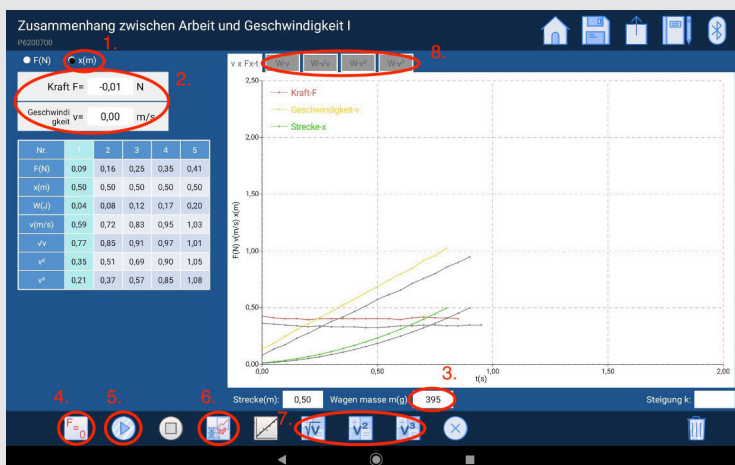 Zusammenhang zwischen Arbeit und Geschwindigkeit I
P6200700
1.
F(N) x(m)
2.
Kraft F= -0,01 N
Geschwindi
gkeit v= 0,00 m/s
Nr. 1 2 3 4 5
F(N) 0,09 0,16 0,25 0,35 0,41
x(m) 0,50 0,50 0,50 0,50 0,50
W(J) 0,04 0,08 0,12 0,17 0,20
v(m/s) 0,59 0,72 0,83 0,95 1,03
√v 0,77 0,85 0,91 0,97 1,01
v² 0,35 0,51 0,69 0,90 1,05
v³ 0,21 0,37 0,57 0,85 1,08
8.
v x Fx-t W-v W-√v W-v² W-v³
2,50
2,00
1,50
1,00
0,50
0,00
F(N) v(m/s) x(m)
Kraft-F
Geschwindigkeit-v
Strecke-x
0,00 0,50 1,00 1,50 2,00
t(s)
3.
Strecke(m): 0,50 Wagen masse m(g) 395 Steigung k:
4. 5. 6. 7.
F=0
√V V² V³